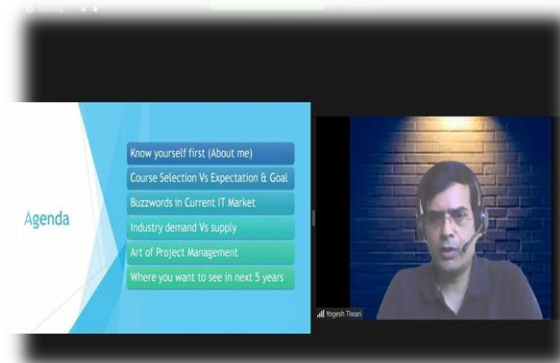 Agenda
Know yourself first (About me)
Course Selection Vs Expectation & Goal
Buzzwords in Current IT Market
Industry demand Vs supply
Art of Project Management
Where you want to see in next 5 years
Yogesh Tiwari